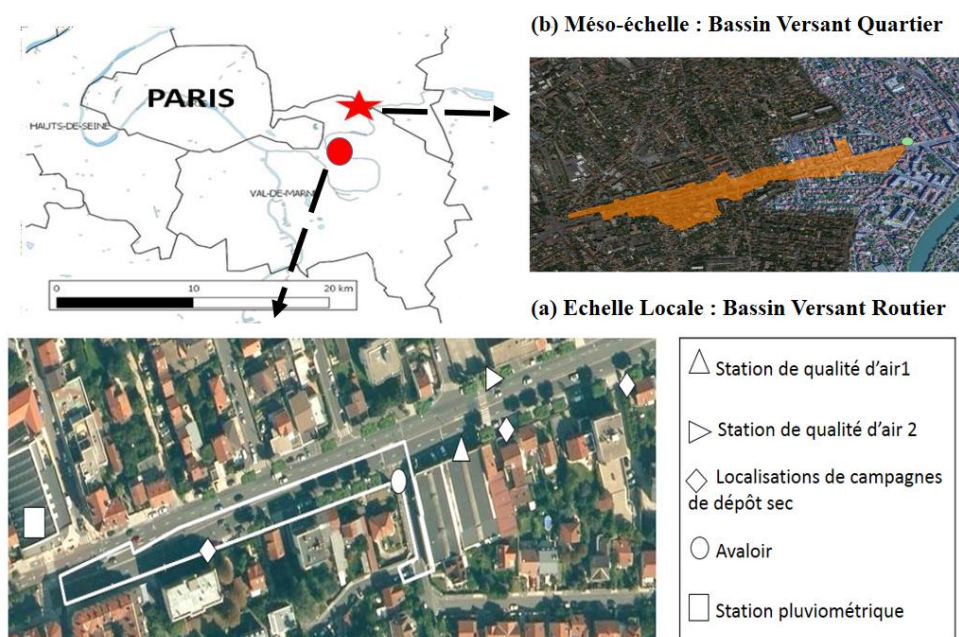 (b) Méso-échelle : Bassin Versant Quartier
PARIS
HAUTS-DE-SEINE
VAL-DE-MARNE
0 10 20 km
(a) Echelle Locale : Bassin Versant Routier
Station de qualité d'air1
Station de qualité d'air 2
Localisations de campagnes
de dépôt sec
Avaloir
Station pluviométrique